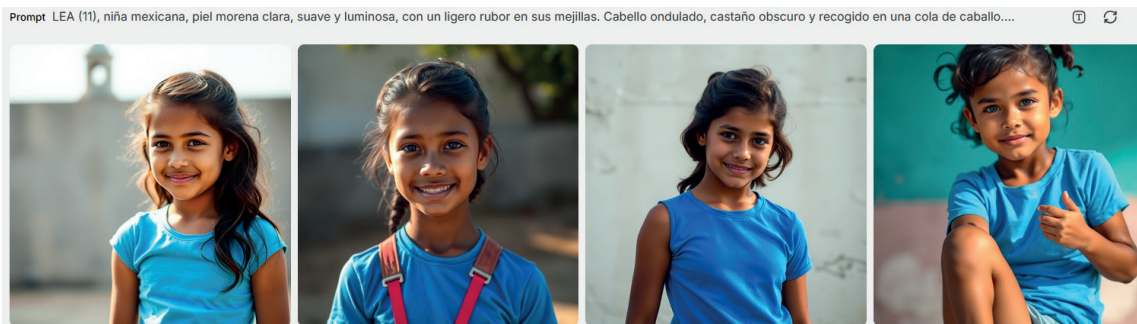 Prompt LEA (11), niña mexicana, piel morena clara, suave y luminosa, con un ligero rubor en sus mejillas. Cabello ondulado, castaño obscuro y recogido en una cola de caballo....